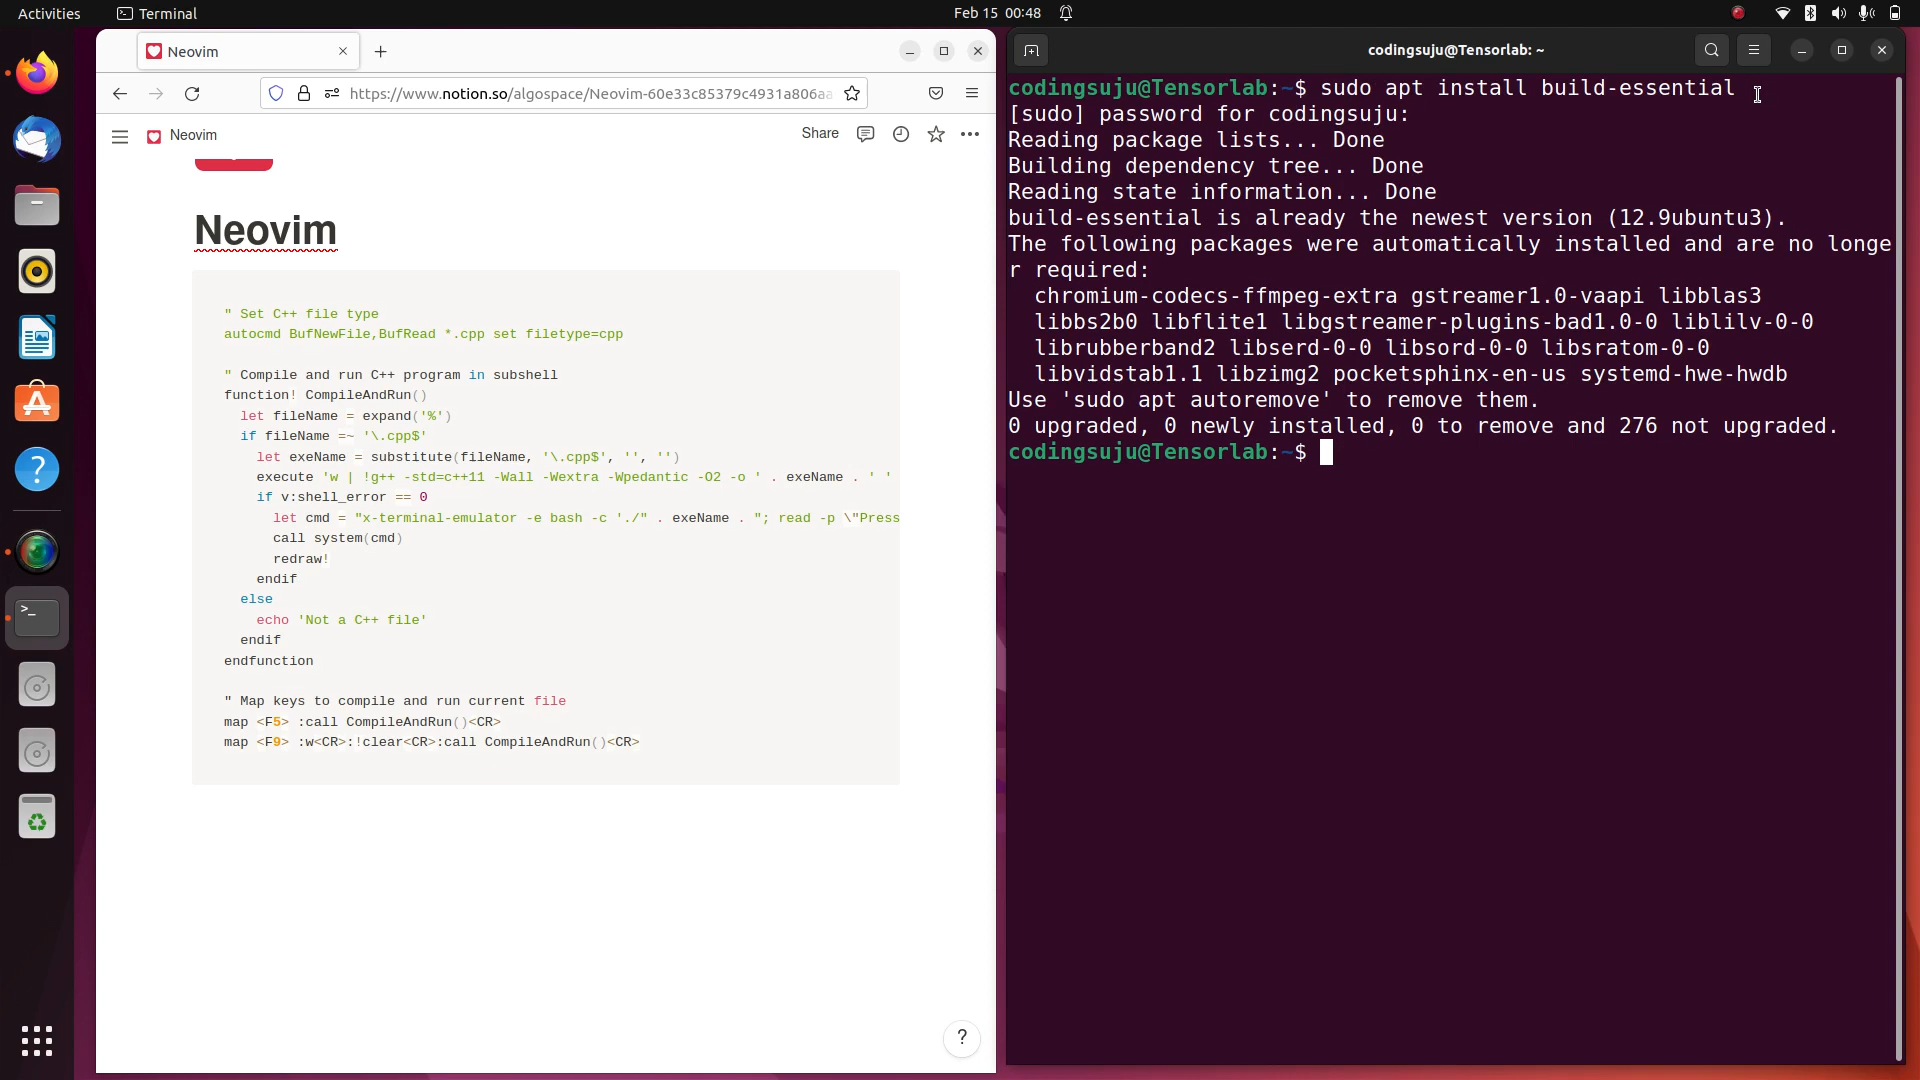 Activities
Terminal
Feb 15 00:48
Neovim
https://www.notion.so/algospace/Neovim-60e33c85379c4931a806aa
Neovim
Share
Neovim
" Set C++ file type
autocmd BufNewFile,BufRead *.cpp set filetype=cpp
" Compile and run C++ program in subshell
function! CompileAndRun()
  let fileName = expand('%')
  if fileName =~ '\.cpp$'
    let exeName = substitute(fileName, '\.cpp$', '', '')
    execute 'w | !g++ -std=c++11 -Wall -Wextra -Wpedantic -O2 -o ' . exeName . ' '
    if v:shell_error == 0
      let cmd = "x-terminal-emulator -e bash -c './" . exeName . "; read -p \"Press
      call system(cmd)
      redraw!
    endif
  else
    echo 'Not a C++ file'
  endif
endfunction
" Map keys to compile and run current file
map <F5> :call CompileAndRun()<CR>
map <F9> :w<CR>:!clear<CR>:call CompileAndRun()<CR>
?
codingsuju@Tensorlab: ~
codingsuju@Tensorlab:~$ sudo apt install build-essential
[sudo] password for codingsuju:
Reading package lists... Done
Building dependency tree... Done
Reading state information... Done
build-essential is already the newest version (12.9ubuntu3).
The following packages were automatically installed and are no longe
r required:
  chromium-codecs-ffmpeg-extra gstreamer1.0-vaapi libblas3
  libbs2b0 libflite1 libgstreamer-plugins-bad1.0-0 liblilv-0-0
  librubberband2 libserd-0-0 libsord-0-0 libsratom-0-0
  libvidstab1.1 libzimg2 pocketsphinx-en-us systemd-hwe-hwdb
Use 'sudo apt autoremove' to remove them.
0 upgraded, 0 newly installed, 0 to remove and 276 not upgraded.
codingsuju@Tensorlab:~$